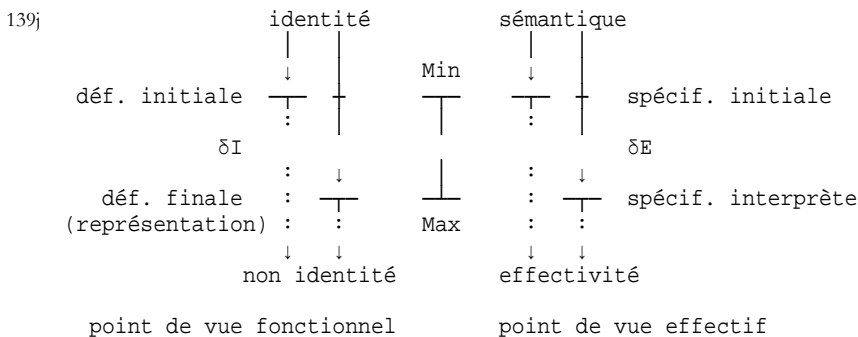 139j
identité sémantique
Min
déf. initiale spécif. initiale
δI δE
déf. finale spécif. interprète
(représentation) Max
non identité effectivité
point de vue fonctionnel point de vue effectif